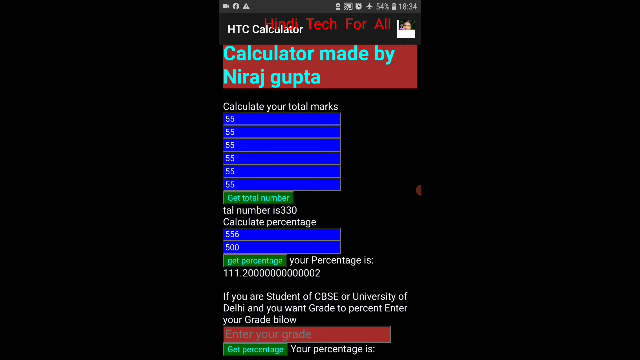 54% 18:34
Hindi Tech For All
HTC Calculator
Calculator made by
Niraj gupta
Calculate your total marks
55
55
55
55
55
55
Get total number
tal number is330
Calculate percentage
556
500
get percentage your Percentage is:
111.20000000000002
If you are Student of CBSE or University of
Delhi and you want Grade to percent Enter
your Grade bilow
Enter your grade
Get percentage Your percentage is: